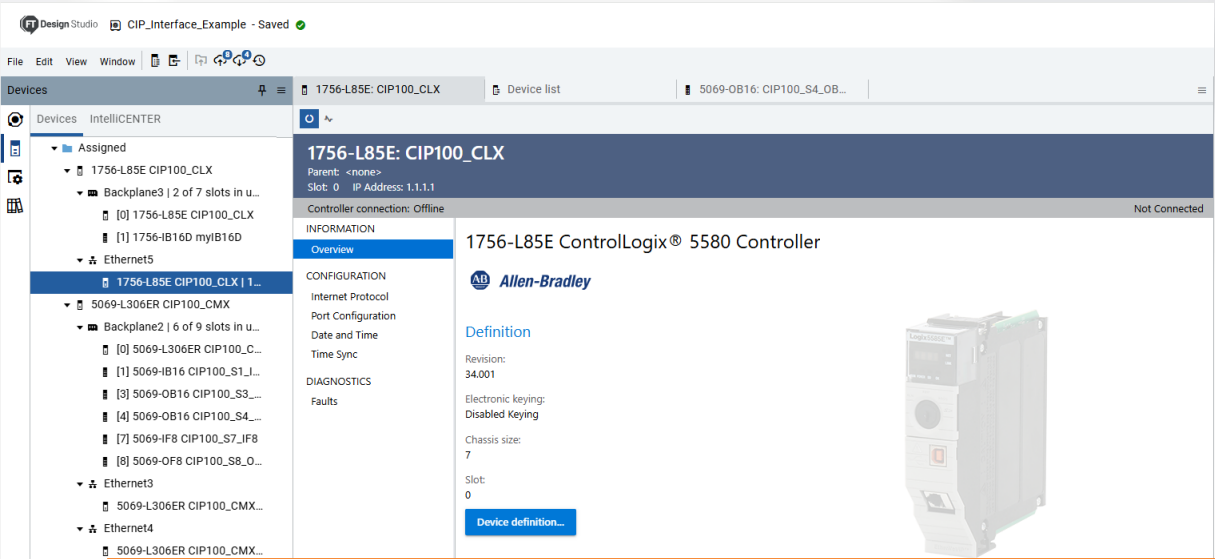 FT Design Studio CIP_Interface_Example - Saved
File Edit View Window 8 4
Devices
Devices IntelliCENTER
Assigned
1756-L85E CIP100_CLX
Backplane3 | 2 of 7 slots in u...
[0] 1756-L85E CIP100_CLX
[1] 1756-IB16D myIB16D
Ethernet5
1756-L85E CIP100_CLX | 1...
5069-L306ER CIP100_CMX
Backplane2 | 6 of 9 slots in u...
[0] 5069-L306ER CIP100_C...
[1] 5069-IB16 CIP100_S1_I...
[3] 5069-OB16 CIP100_S3_...
[4] 5069-OB16 CIP100_S4_...
[7] 5069-IF8 CIP100_S7_IF8
[8] 5069-OF8 CIP100_S8_O...
Ethernet3
5069-L306ER CIP100_CMX...
Ethernet4
5069-L306ER CIP100_CMX...
1756-L85E: CIP100_CLX
Device list
5069-OB16: CIP100_S4_OB...
1756-L85E: CIP100_CLX
Parent: <none>
Slot: 0 IP Address: 1.1.1.1
Controller connection: Offline Not Connected
INFORMATION
Overview
CONFIGURATION
Internet Protocol
Port Configuration
Date and Time
Time Sync
DIAGNOSTICS
Faults
1756-L85E ControlLogix® 5580 Controller
AB Allen-Bradley
Definition
Revision:
34.001
Electronic keying:
Disabled Keying
Chassis size:
7
Slot:
0
Device definition...